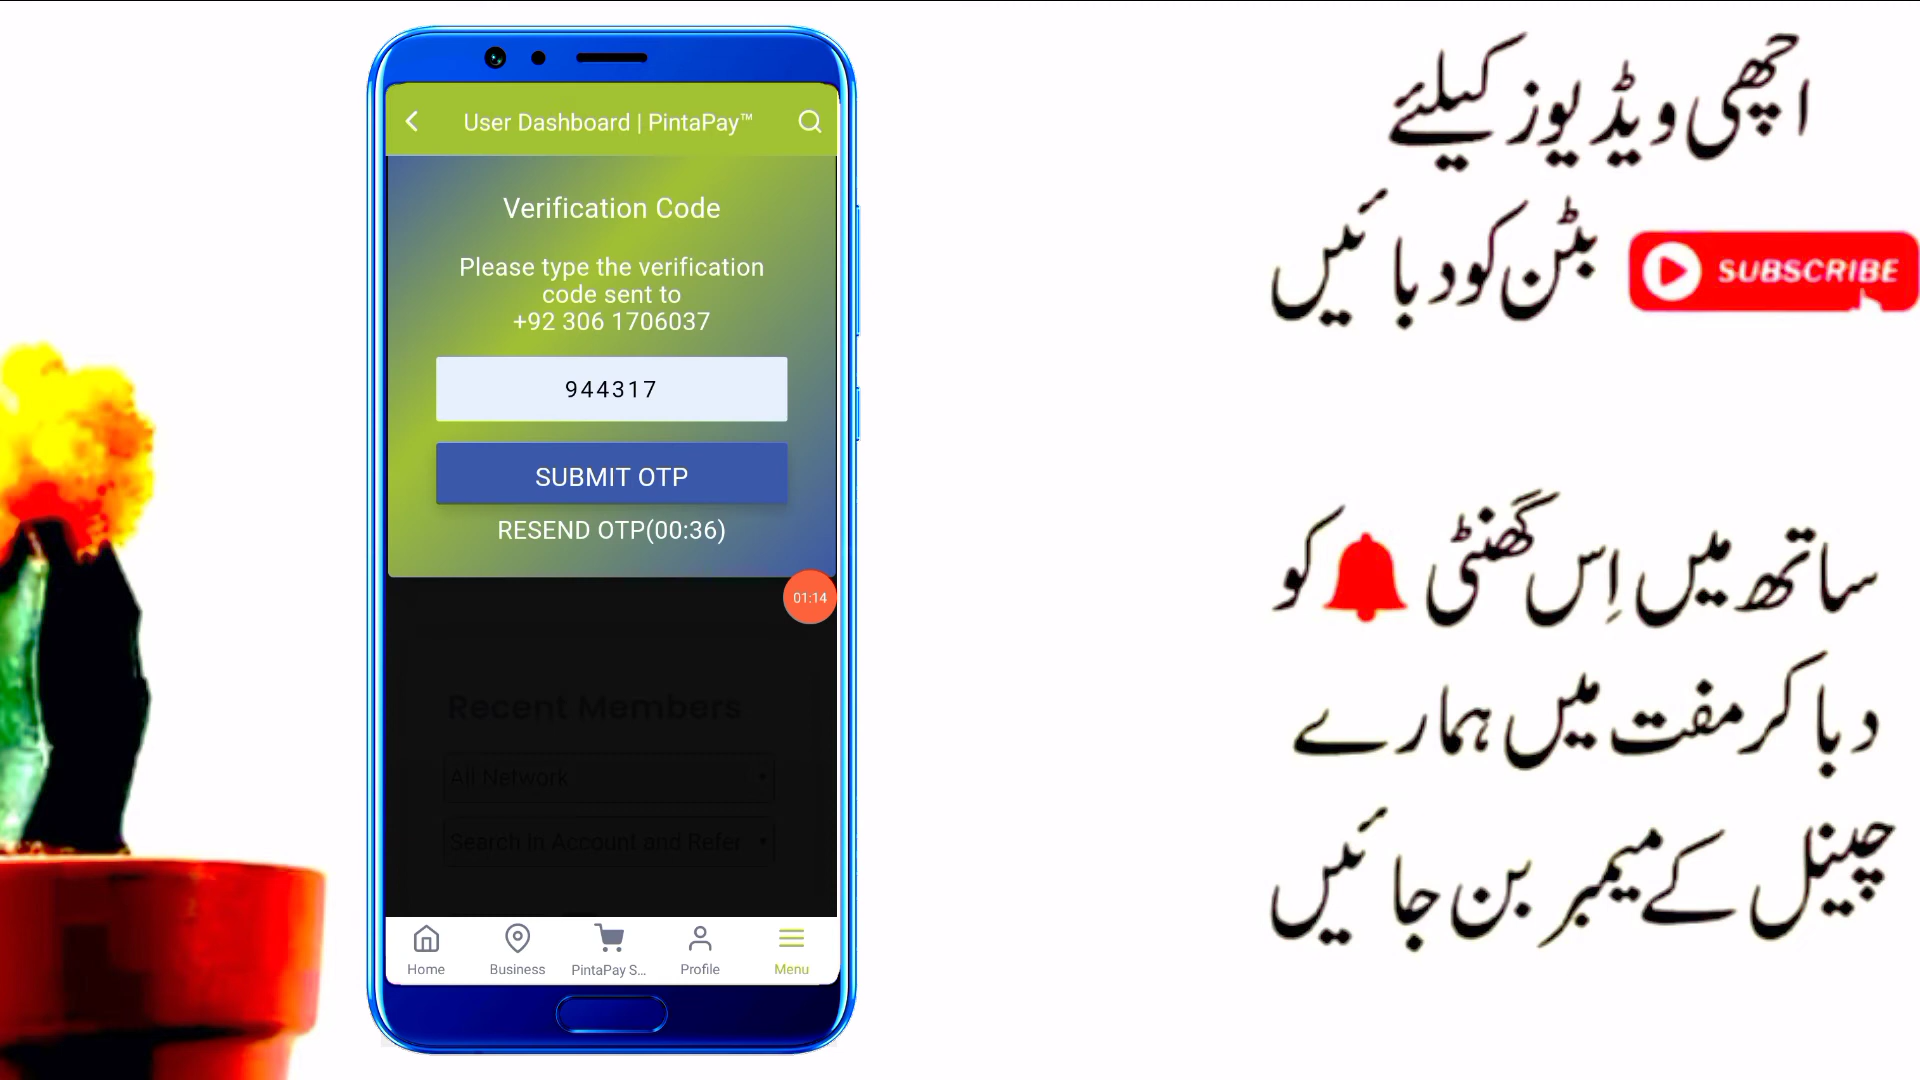 User Dashboard | PintaPay™
Verification Code
Please type the verification
code sent to
+92 306 1706037
944317
SUBMIT OTP
RESEND OTP(00:36)
01:14
Recent Members
All Network
Search in Account and Refer
Home
Business
PintaPay S...
Profile
Menu
اچھی ویڈیوز کیلئے
SUBSCRIBE بٹن کو دبائیں
ساتھ میں اِس گھنٹی کو
دبا کر مفت میں ہمارے
چینل کے میمبر بن جائیں